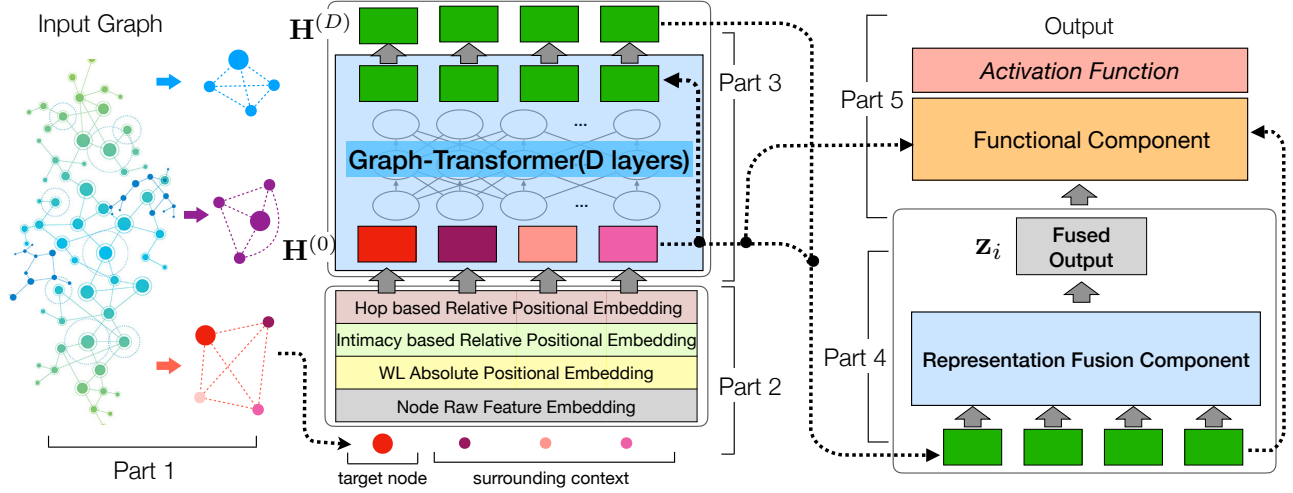 Input Graph
Part 1
H(D)
Graph-Transformer(D layers)
...
...
H(0)
Part 3
Hop based Relative Positional Embedding
Intimacy based Relative Positional Embedding
WL Absolute Positional Embedding
Node Raw Feature Embedding
Part 2
target node
surrounding context
Output
Activation Function
Functional Component
Part 5
zi
Fused
Output
Representation Fusion Component
Part 4